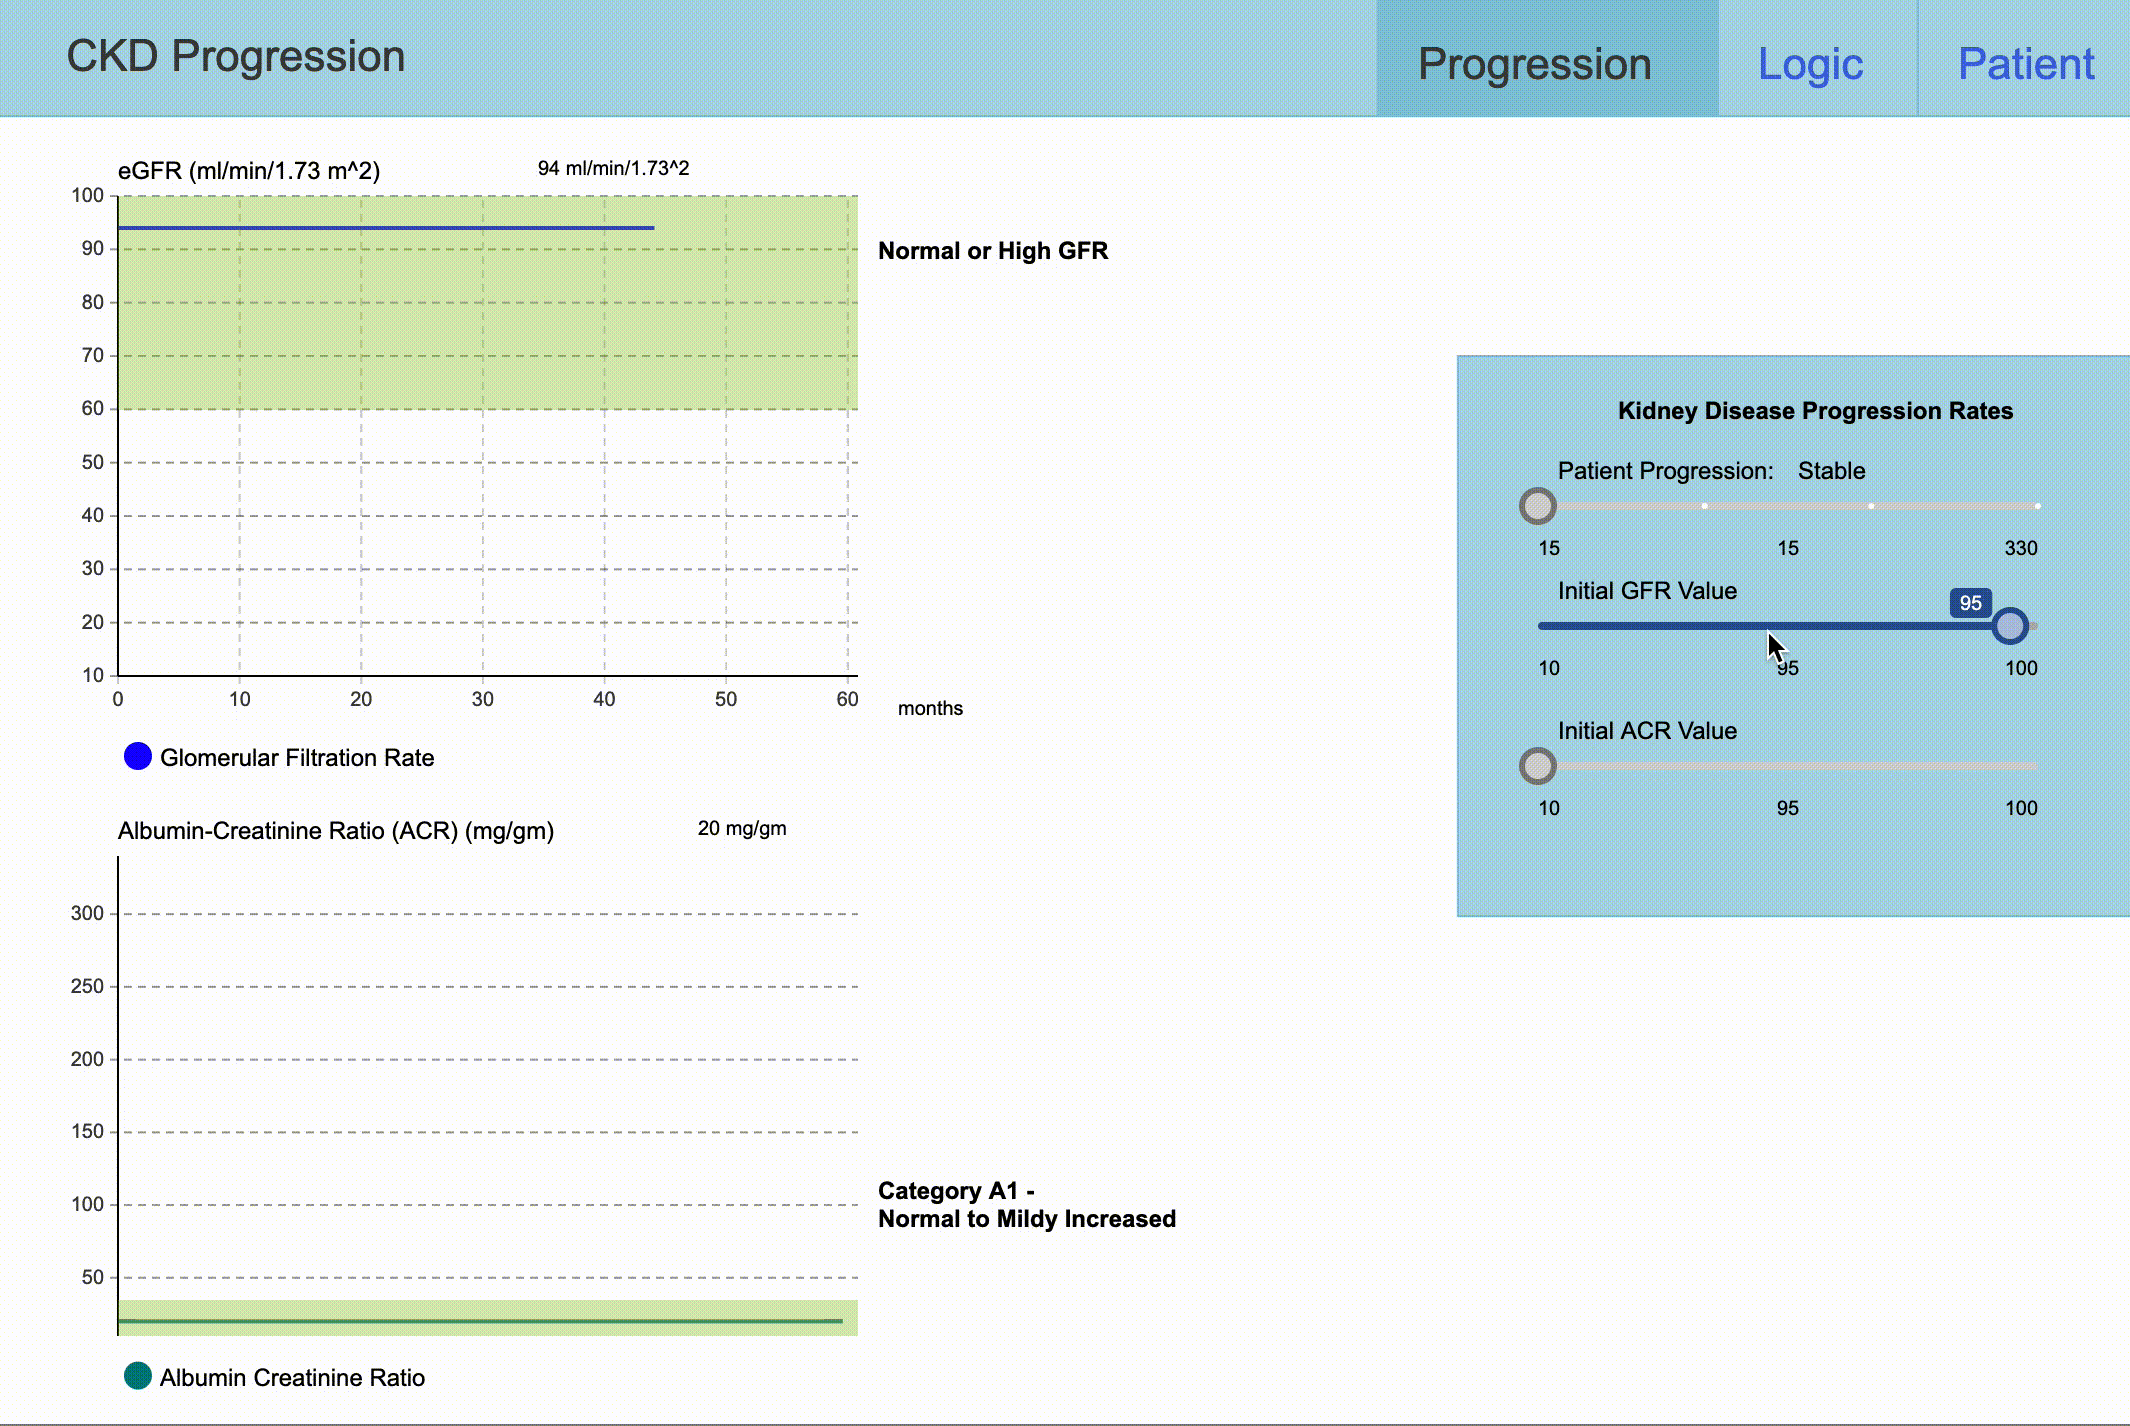 CKD Progression
Progression
Logic
Patient
eGFR (ml/min/1.73 m^2)
94 ml/min/1.73^2
100
90
80
70
60
50
40
30
20
10
0 10 20 30 40 50 60
months
Normal or High GFR
Glomerular Filtration Rate
Albumin-Creatinine Ratio (ACR) (mg/gm)
20 mg/gm
300
250
200
150
100
50
Category A1 -
Normal to Mildy Increased
Albumin Creatinine Ratio
Kidney Disease Progression Rates
Patient Progression: Stable
15 15 330
Initial GFR Value
95
10 95 100
Initial ACR Value
10 95 100